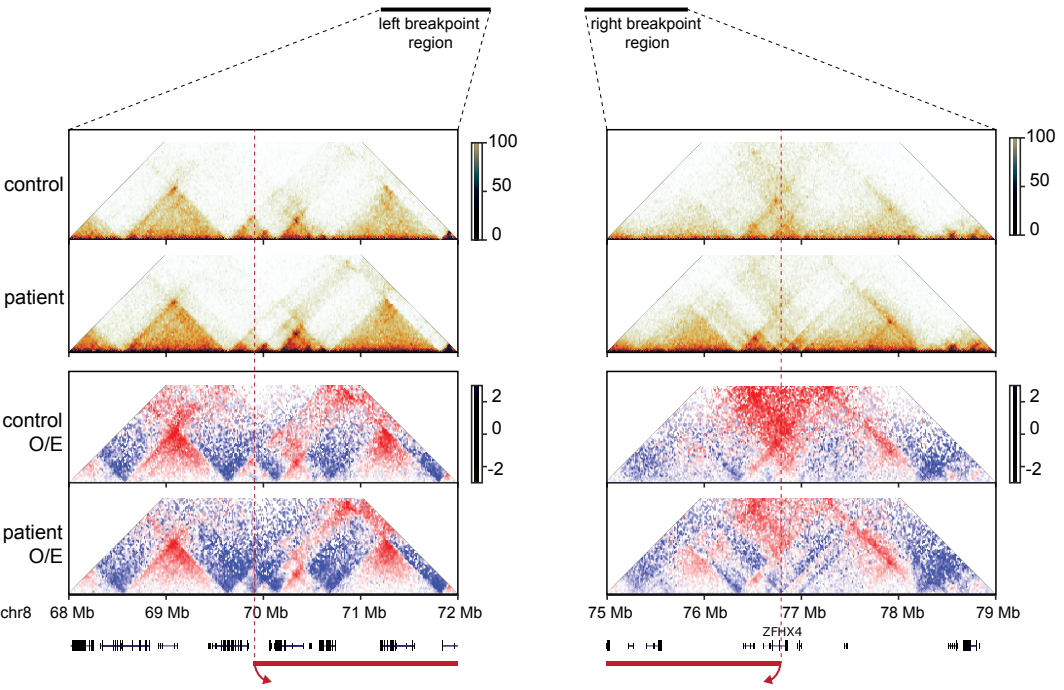 left breakpoint region
right breakpoint region
control
100
50
0
100
50
0
patient
control O/E
2
0
-2
2
0
-2
patient O/E
chr8
68 Mb 69 Mb 70 Mb 71 Mb 72 Mb
75 Mb 76 Mb 77 Mb 78 Mb 79 Mb
ZFHX4